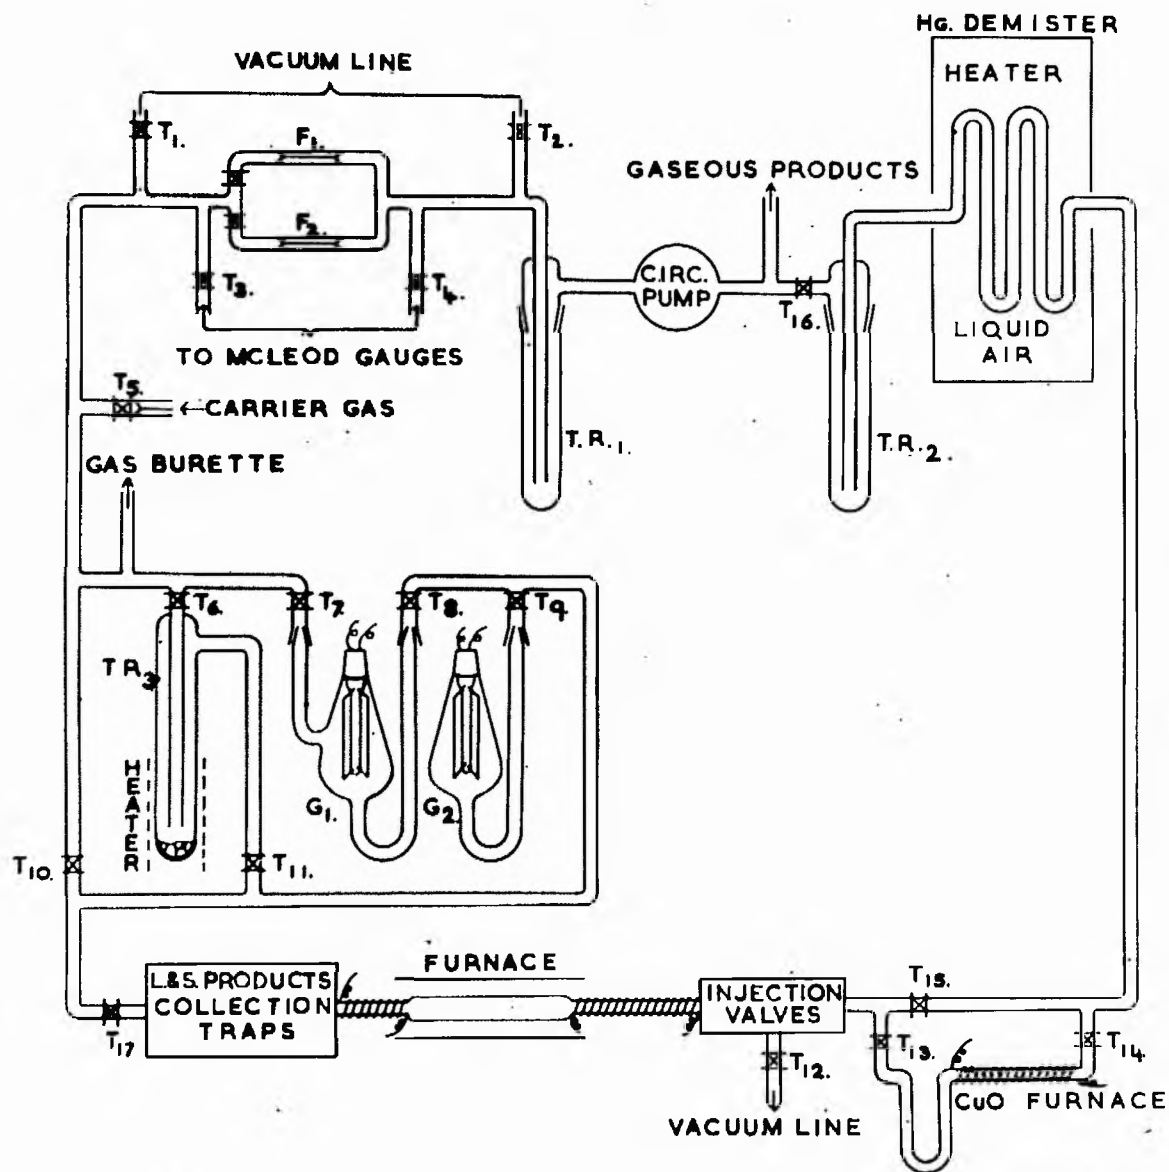 HG. DEMISTER
VACUUM LINE
HEATER
T1.
F1.
T2.
GASEOUS PRODUCTS
F2.
T3.
T4.
CIRC.
PUMP
T16.
LIQUID
AIR
TO MCLEOD GAUGES
T5.
CARRIER GAS
T.R.1.
T.R.2.
GAS BURETTE
T6.
T7.
T8.
T9.
T R3
HEATER
G1.
G2.
T10.
T11.
FURNACE
L&S. PRODUCTS
COLLECTION
TRAPS
INJECTION
VALVES
T15.
T17
T12.
T13.
T14.
CuO FURNACE
VACUUM LINE